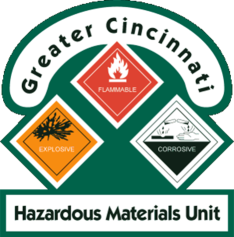 Greater Cincinnati
FLAMMABLE
EXPLOSIVE
CORROSIVE
Hazardous Materials Unit